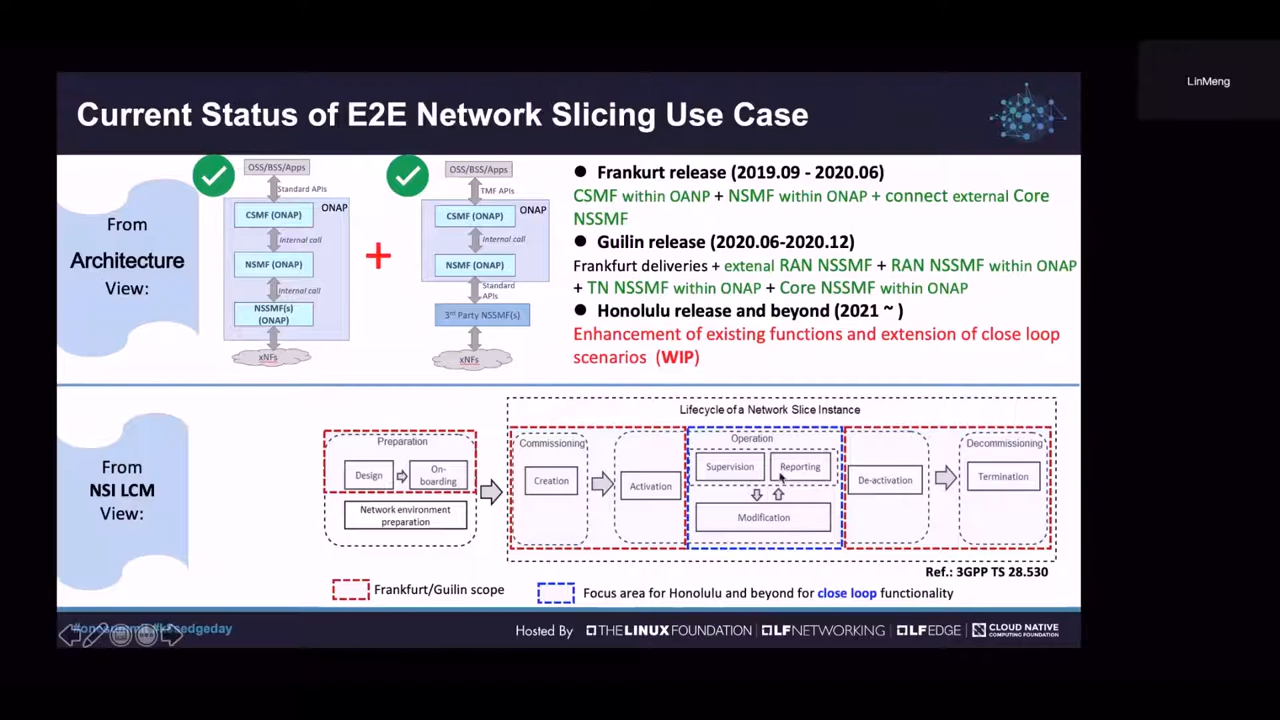 LinMeng
Current Status of E2E Network Slicing Use Case
From
Architecture
View:
OSS/BSS/Apps
Standard APIs
ONAP
CSMF (ONAP)
Internal call
NSMF (ONAP)
Internal call
NSSMF(s)
(ONAP)
xNFs
+
OSS/BSS/Apps
TMF APIs
ONAP
CSMF (ONAP)
Internal call
NSMF (ONAP)
Standard
APIs
3rd Party NSSMF(s)
xNFs
● Frankurt release (2019.09 - 2020.06)
CSMF within OANP + NSMF within ONAP + connect external Core
NSSMF
● Guilin release (2020.06-2020.12)
Frankfurt deliveries + extenal RAN NSSMF + RAN NSSMF within ONAP
+ TN NSSMF within ONAP + Core NSSMF within ONAP
● Honolulu release and beyond (2021 ~ )
Enhancement of existing functions and extension of close loop
scenarios (WIP)
From
NSI LCM
View:
Lifecycle of a Network Slice Instance
Preparation
Design
On-
boarding
Network environment
preparation
Commissioning
Creation
Activation
Operation
Supervision
Reporting
Modification
De-activation
Decommissioning
Termination
Ref.: 3GPP TS 28.530
Frankfurt/Guilin scope
Focus area for Honolulu and beyond for close loop functionality
Hosted By
THE LINUX FOUNDATION
LF NETWORKING
LF EDGE
CLOUD NATIVE
COMPUTING FOUNDATION